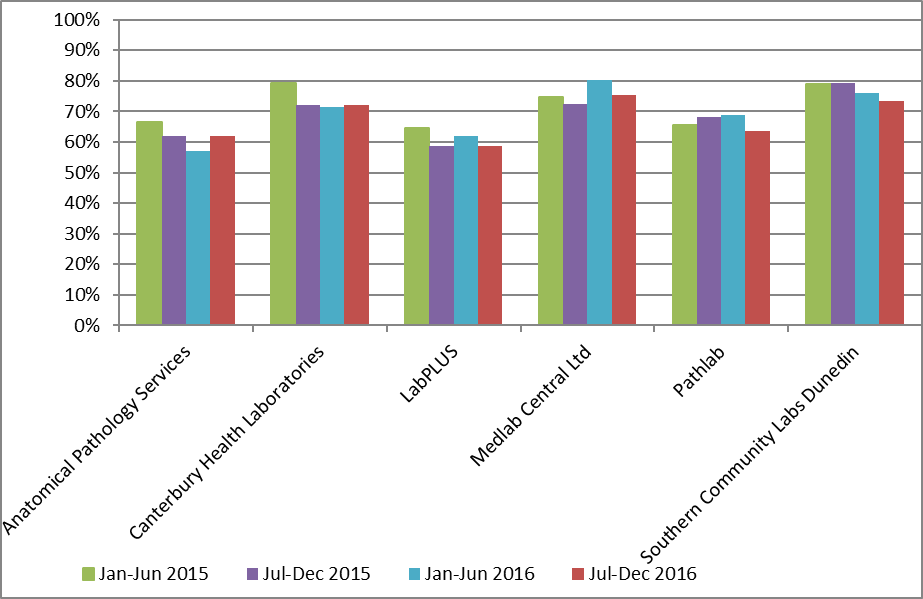 100%
90%
80%
70%
60%
50%
40%
30%
20%
10%
0%
Anatomical Pathology Services
Canterbury Health Laboratories
LabPLUS
Medlab Central Ltd
Pathlab
Southern Community Labs Dunedin
Jan-Jun 2015 Jul-Dec 2015 Jan-Jun 2016 Jul-Dec 2016